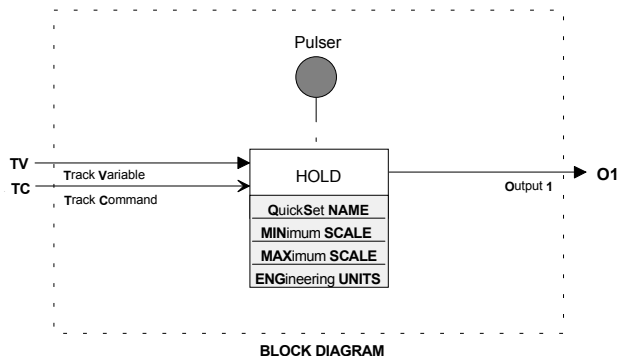 Pulser
TV
Track Variable
TC
Track Command
HOLD
Output 1
O1
QuickSet NAME
MINimum SCALE
MAXimum SCALE
ENGineering UNITS
BLOCK DIAGRAM